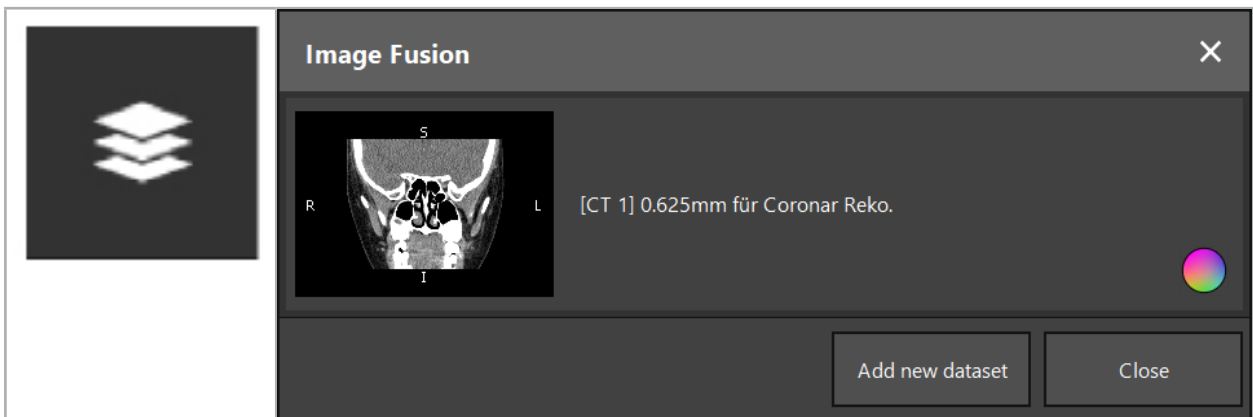 Image Fusion
S
R
L
[CT 1] 0.625mm für Coronar Reko.
I
Add new dataset
Close